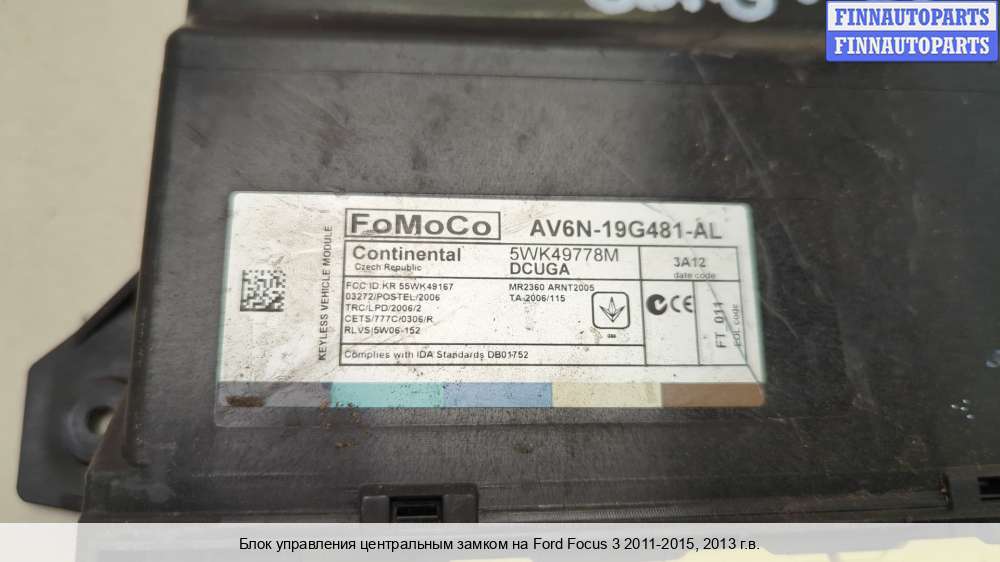 FINNAUTOPARTS
FINNAUTOPARTS
KEYLESS VEHICLE MODULE
FoMoCo
AV6N-19G481-AL
Continental
Czech Republic
5WK49778M
DCUGA
3A12
date code
FCC ID: KR 55WK49167
03272/POSTEL/2006
TRC/LPD/2006/2
CETS/777C/0306/R
RLVS/5W06-152
MR2360 ARNT2005
TA-2006/115
FT 011
EOL code
Complies with IDA Standards DB01752
Блок управления центральным замком на Ford Focus 3 2011-2015, 2013 г.в.